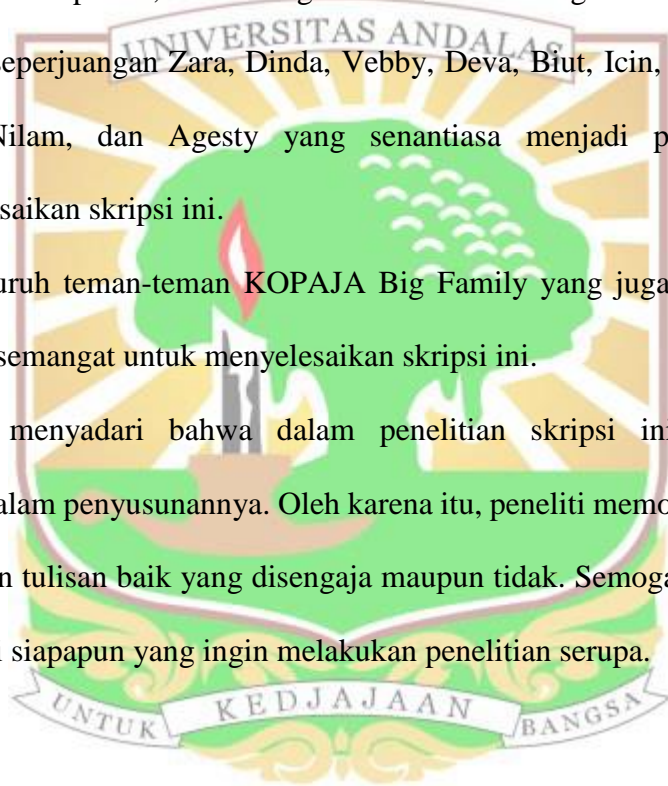 UNIVERSITAS ANDALAS
seperjuangan Zara, Dinda, Vebby, Deva, Biut, Icin,
Nilam, dan Agesty yang senantiasa menjadi p
saikan skripsi ini.
uruh teman-teman KOPAJA Big Family yang juga
semangat untuk menyelesaikan skripsi ini.
menyadari bahwa dalam penelitian skripsi ini
alam penyusunannya. Oleh karena itu, peneliti memo
n tulisan baik yang disengaja maupun tidak. Semoga
i siapapun yang ingin melakukan penelitian serupa.
UNTUK KEDJAJAAN BANGSA